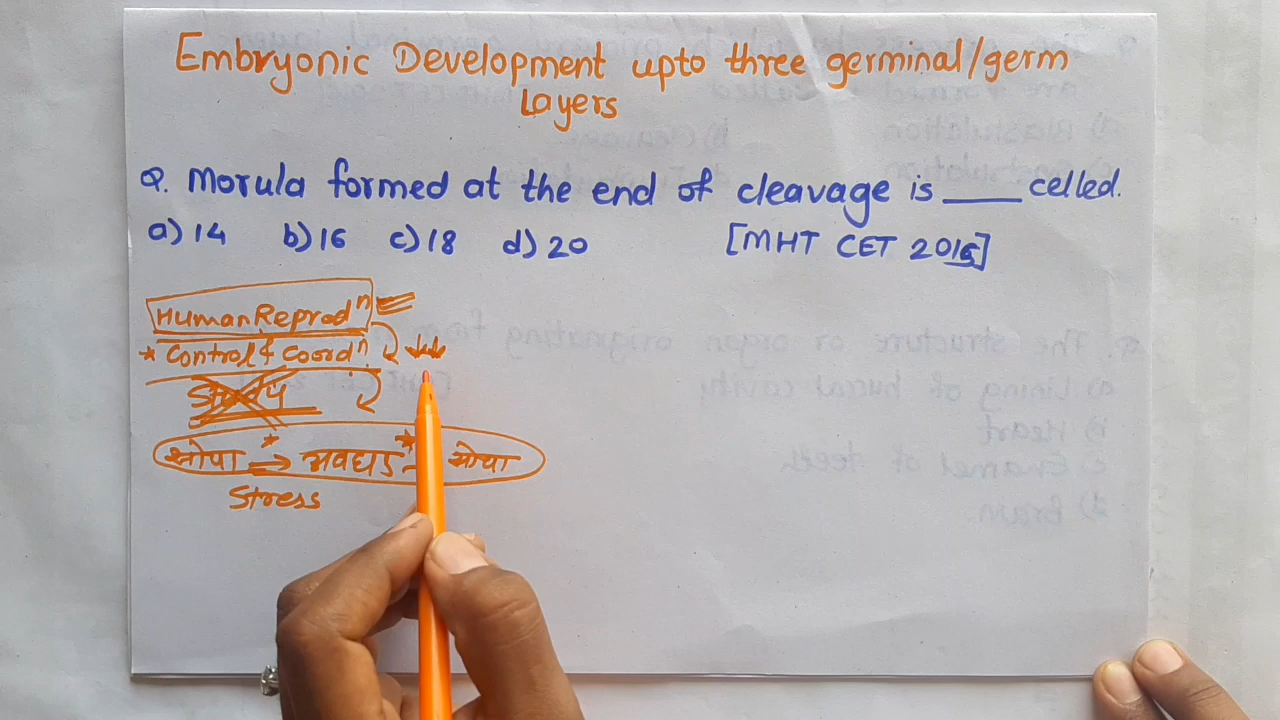 Embryonic Development upto three germinal/germ
Layers
Q. Morula formed at the end of cleavage is ____ celled.
a) 14 b) 16 c) 18 d) 20 [MHT CET 2016]
Human Reprodⁿ
* Control & Coordⁿ
सोपा * ⇒ अवघड * सोपा
Stress